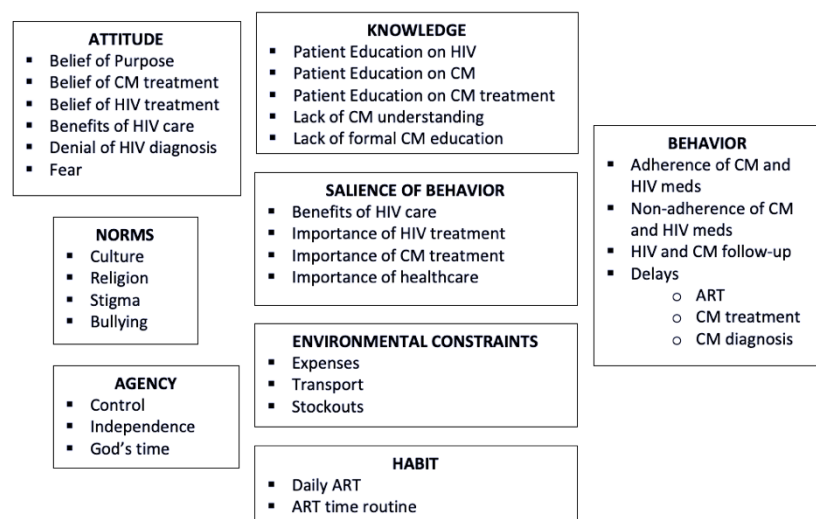 ATTITUDE
▪ Belief of Purpose
▪ Belief of CM treatment
▪ Belief of HIV treatment
▪ Benefits of HIV care
▪ Denial of HIV diagnosis
▪ Fear
NORMS
▪ Culture
▪ Religion
▪ Stigma
▪ Bullying
AGENCY
▪ Control
▪ Independence
▪ God's time
KNOWLEDGE
▪ Patient Education on HIV
▪ Patient Education on CM
▪ Patient Education on CM treatment
▪ Lack of CM understanding
▪ Lack of formal CM education
SALIENCE OF BEHAVIOR
▪ Benefits of HIV care
▪ Importance of HIV treatment
▪ Importance of CM treatment
▪ Importance of healthcare
ENVIRONMENTAL CONSTRAINTS
▪ Expenses
▪ Transport
▪ Stockouts
HABIT
▪ Daily ART
▪ ART time routine
BEHAVIOR
▪ Adherence of CM and
HIV meds
▪ Non-adherence of CM
and HIV meds
▪ HIV and CM follow-up
▪ Delays
o ART
o CM treatment
o CM diagnosis